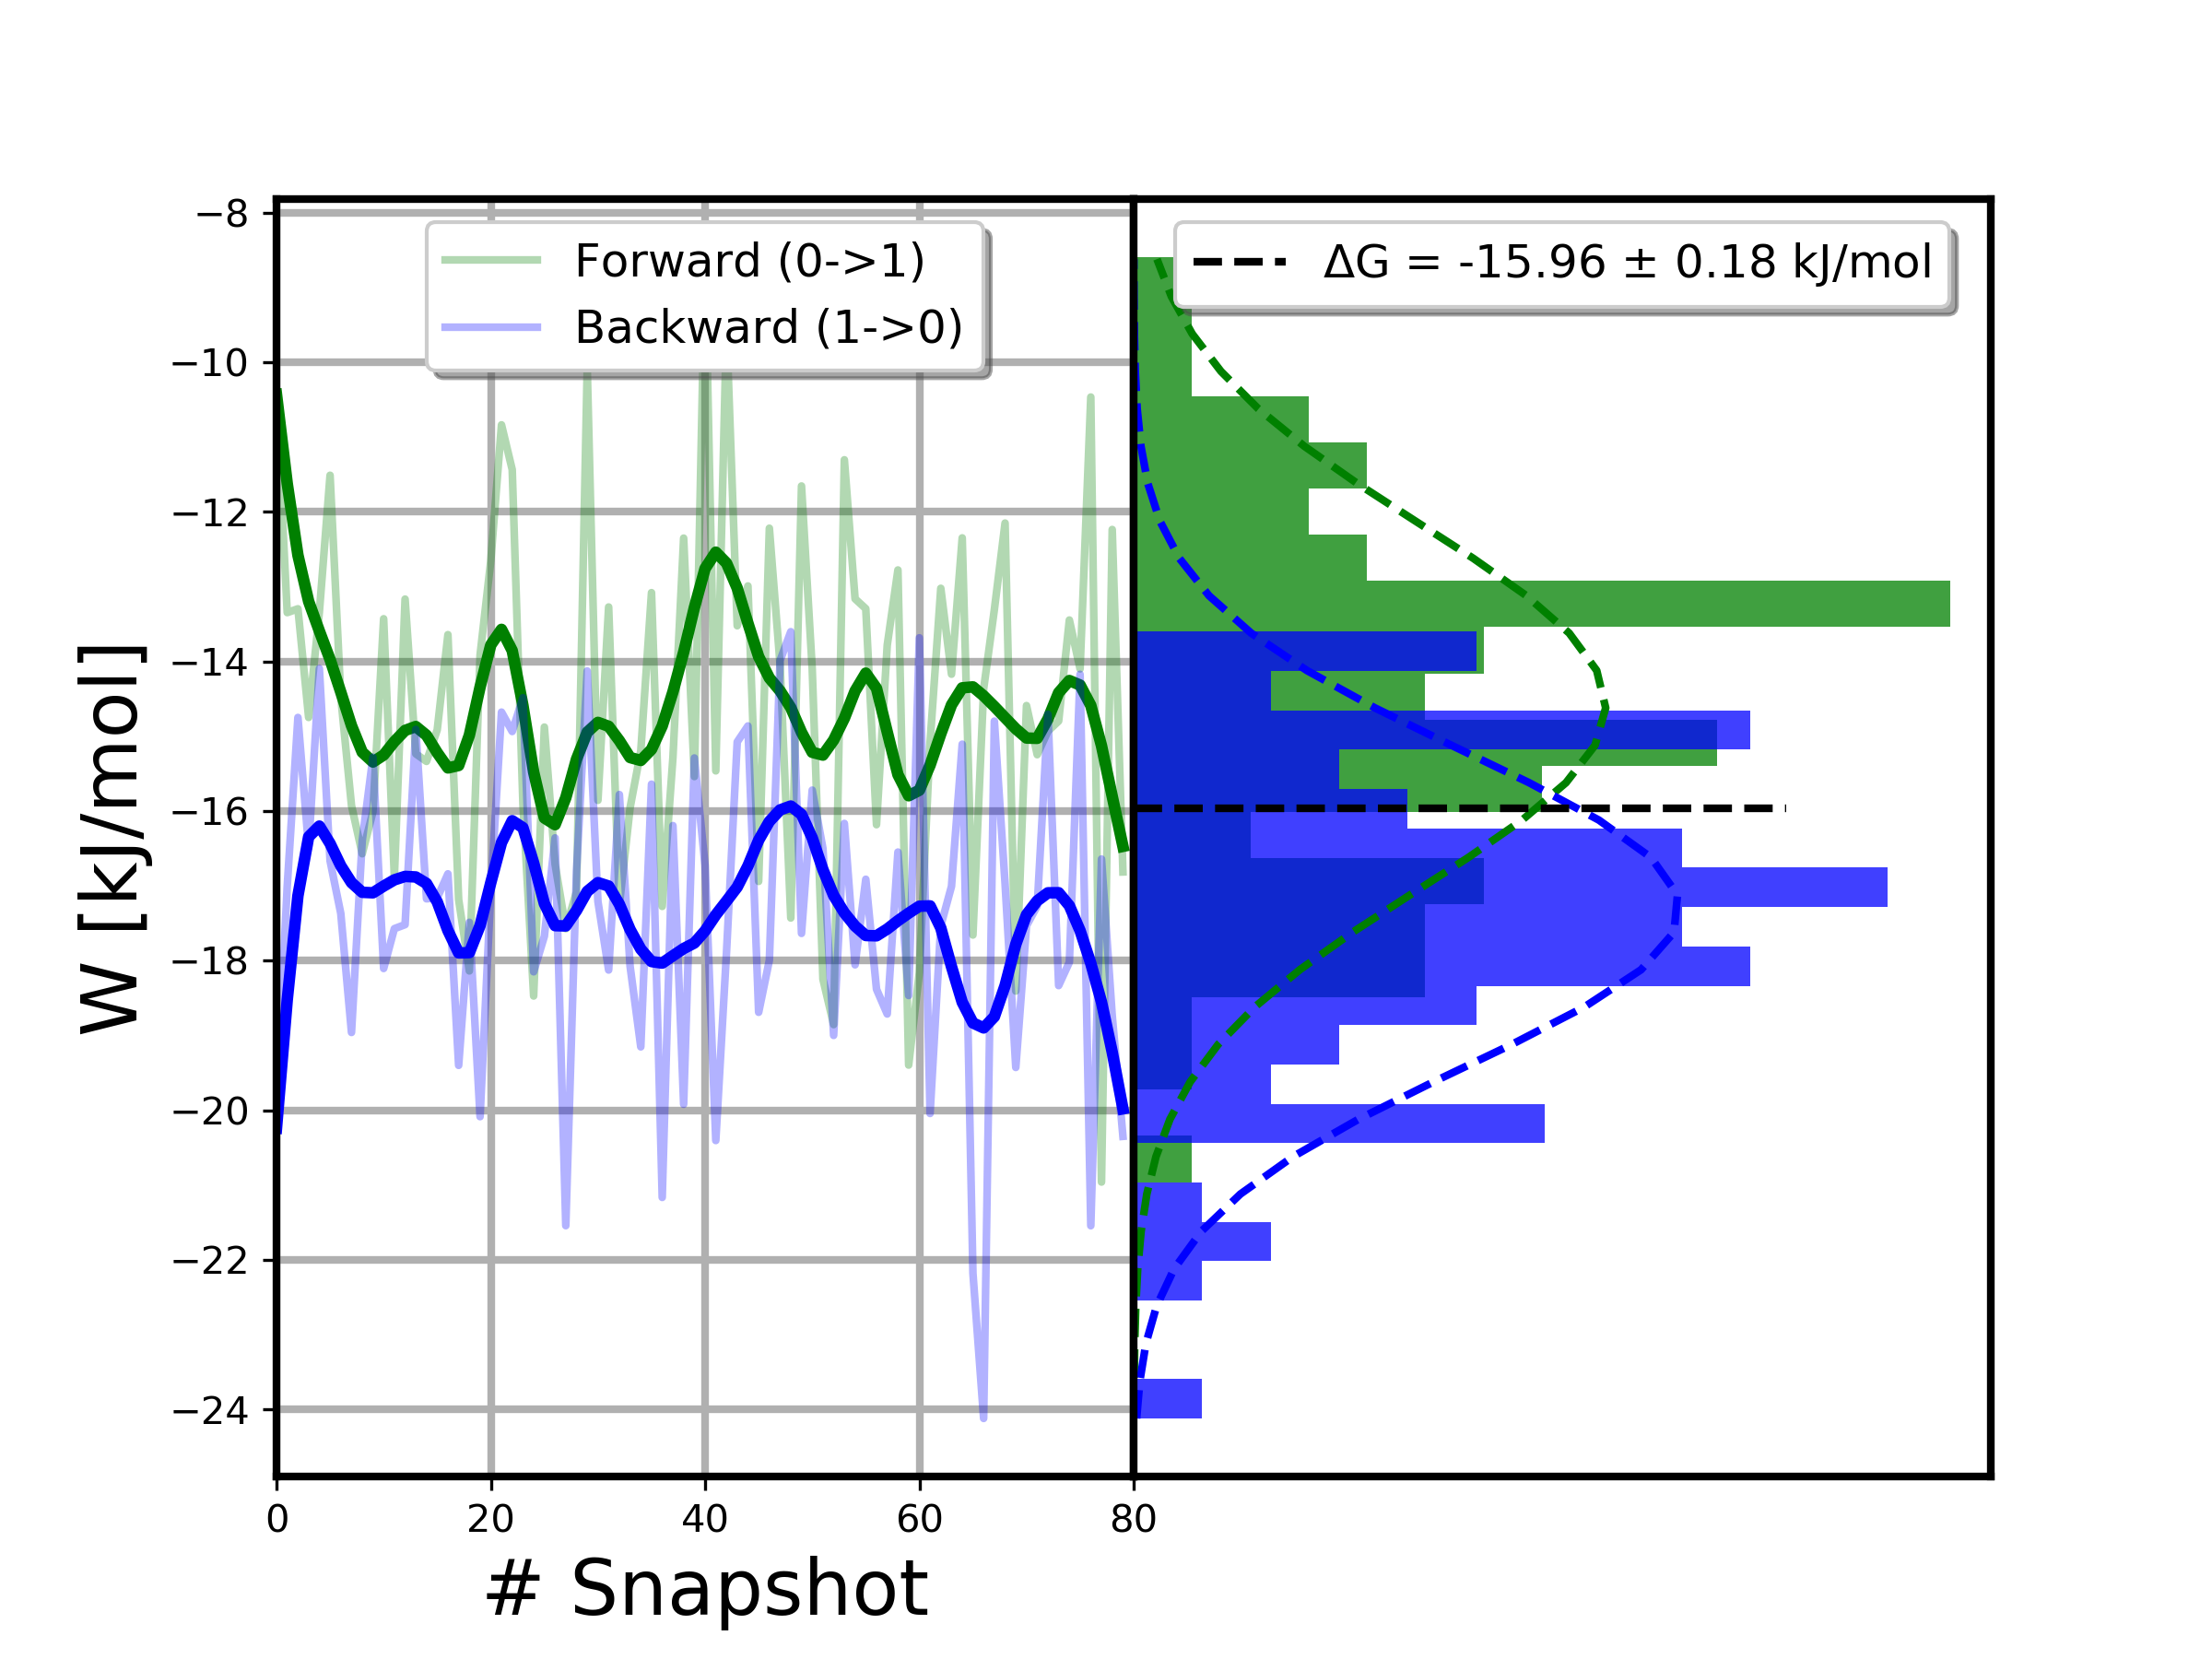 Forward (0->1)
Backward (1->0)
ΔG = -15.96 ± 0.18 kJ/mol
W [kJ/mol]
−8
−10
−12
−14
−16
−18
−20
−22
−24
0 20 40 60 80
# Snapshot